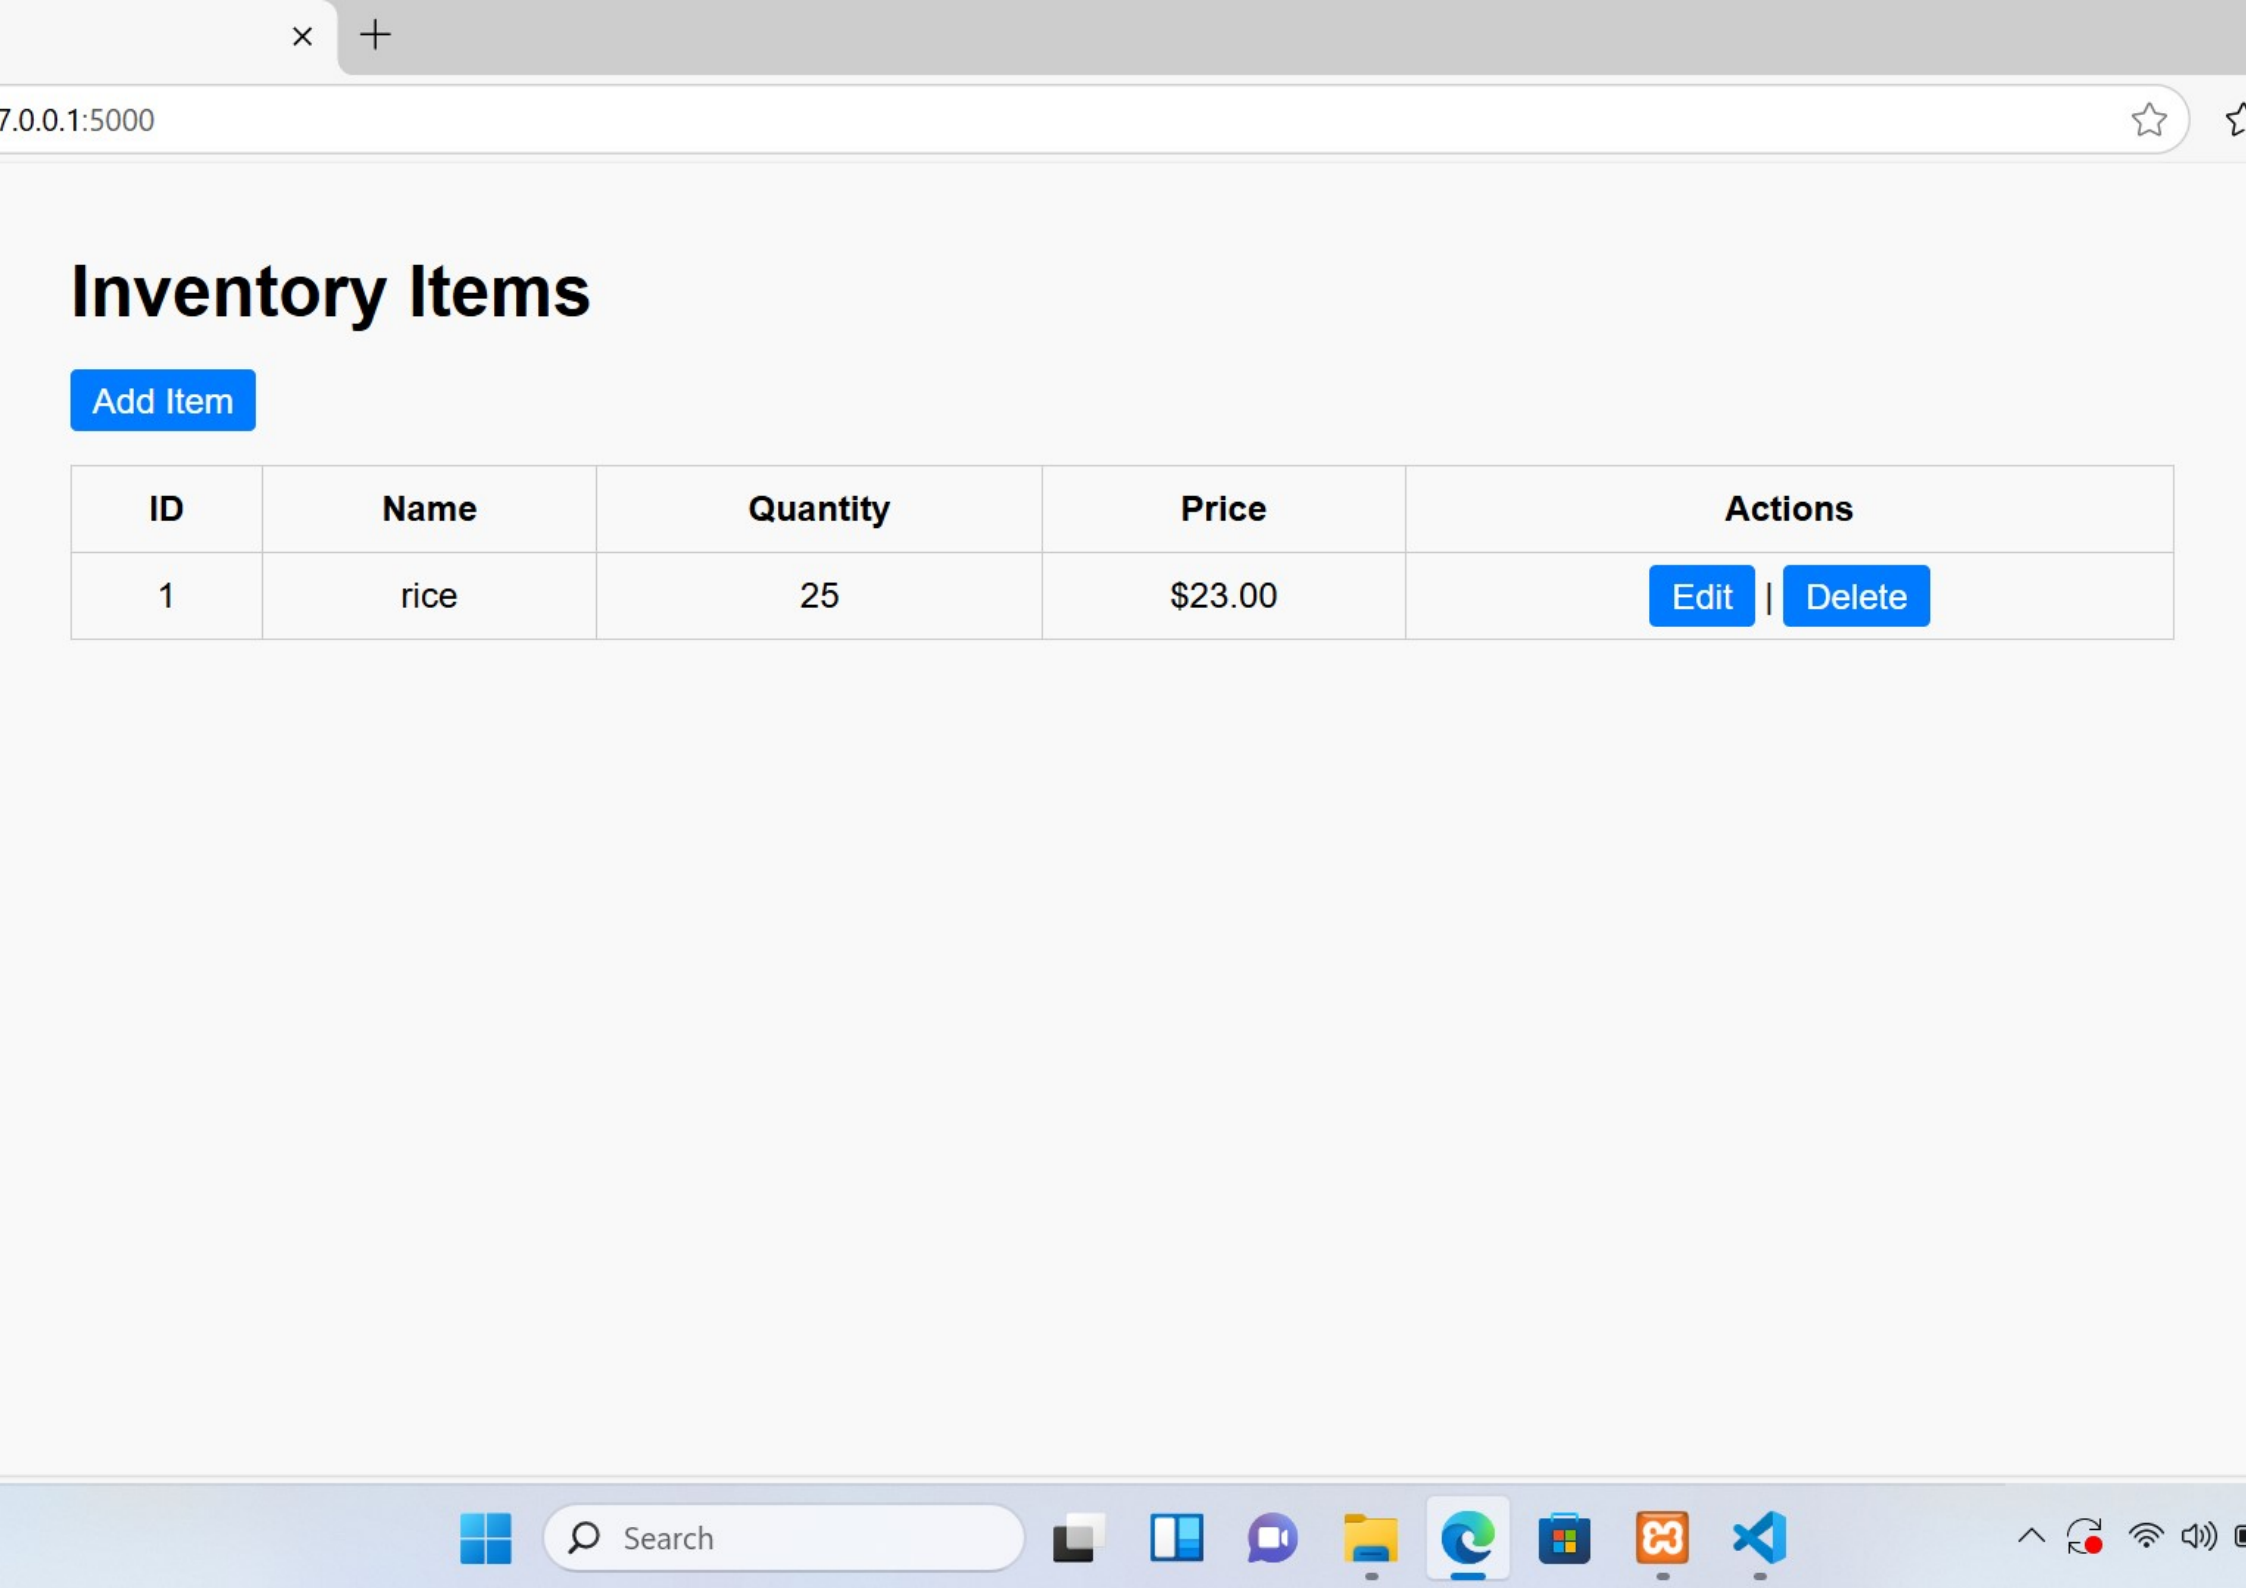 7.0.0.1:5000
Inventory Items
Add Item
ID Name Quantity Price Actions
1 rice 25 $23.00 Edit | Delete
Search